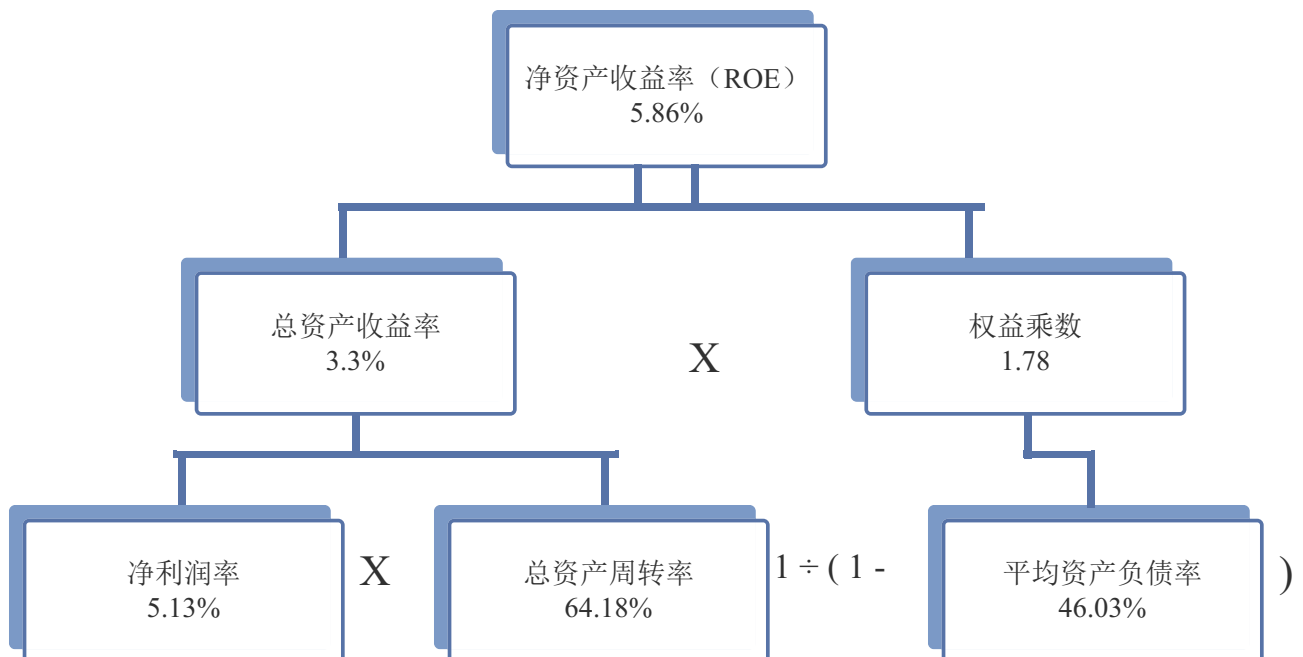 净资产收益率（ROE）
5.86%
总资产收益率
3.3%
X
权益乘数
1.78
净利润率
5.13%
X
总资产周转率
64.18%
1 ÷ ( 1 -
平均资产负债率
46.03%
)